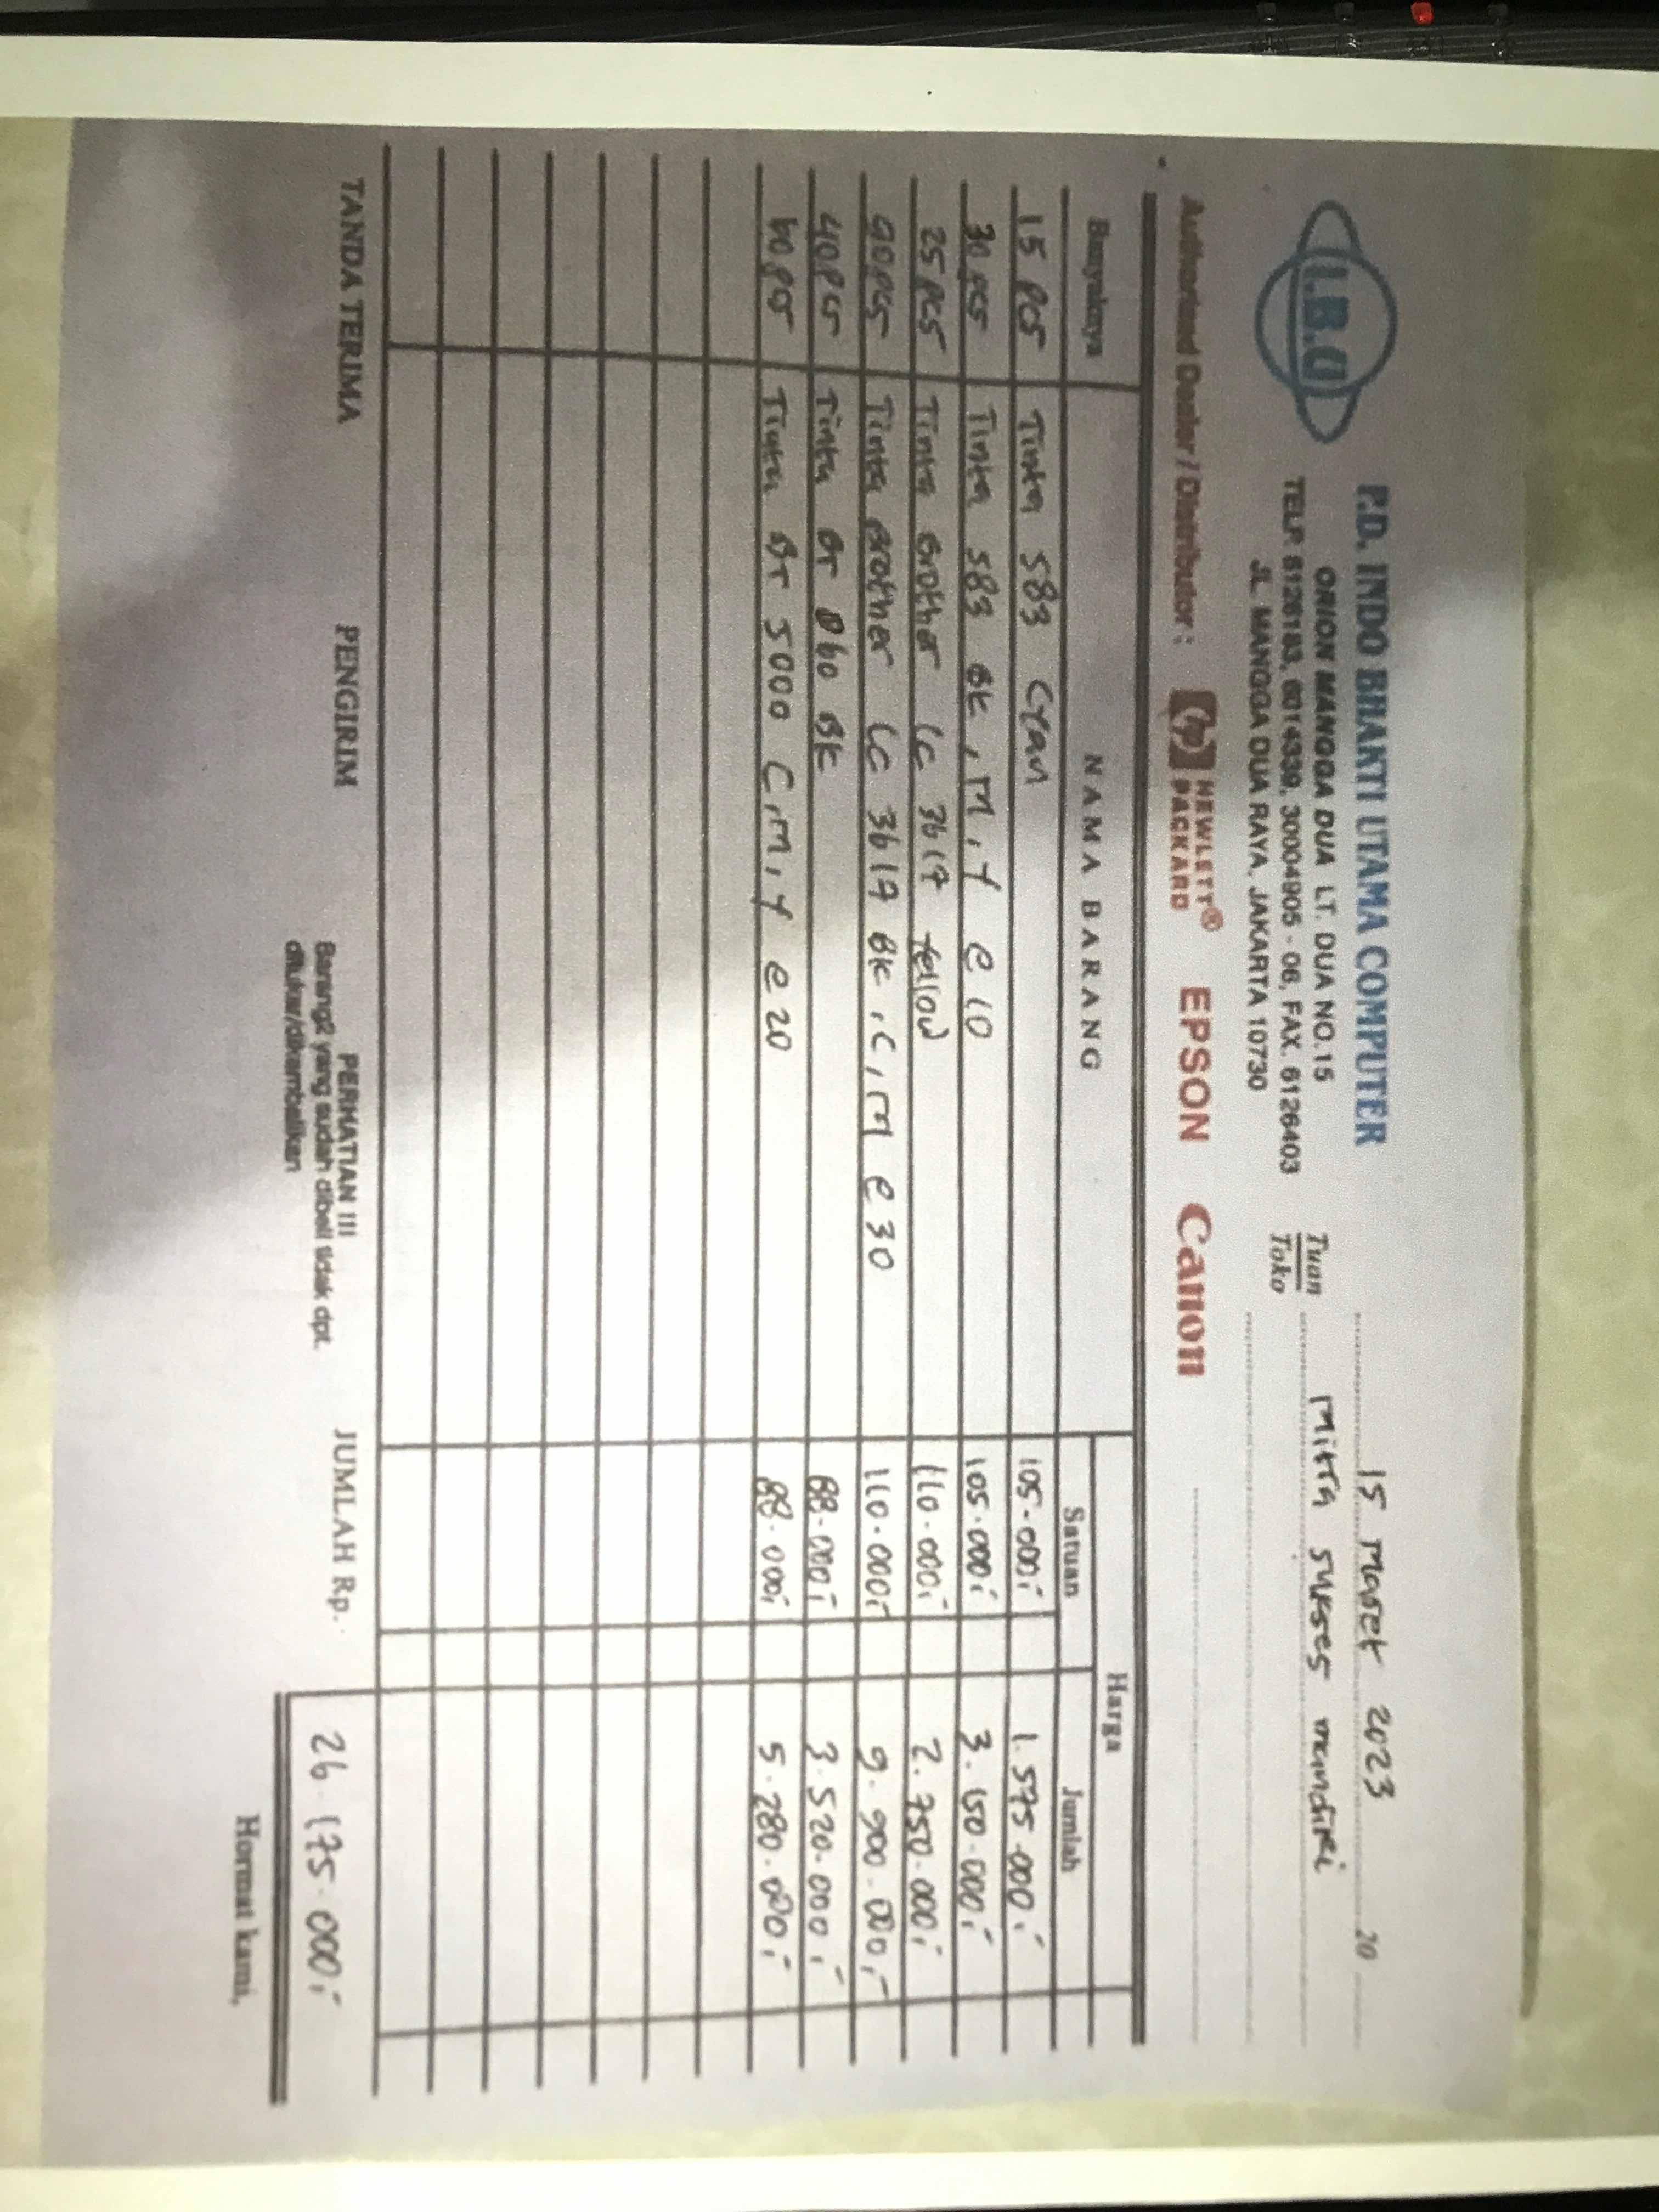 I.B.U
P.D. INDO BHAKTI UTAMA COMPUTER
ORION MANGGA DUA LT. DUA NO.15
TELP. 6126183, 6014339, 30004905 - 06, FAX. 6126403
JL. MANGGA DUA RAYA, JAKARTA 10730
15 Maret 2023 20
Tuan
Toko
Mitra Sukses mandiri
Authorized Dealer / Distributor : hp HEWLETT® PACKARD EPSON Canon
Banyaknya NAMA BARANG Harga
Satuan Jumlah
15 PCS Tinta 583 Cyan 105.000,- 1.575.000,-
30 PCS Tinta 583 BK, M, Y @ 10 105.000,- 3.150.000,-
25 PCS Tinta Brother LC 3617 Yellow 110.000,- 2.750.000,-
90 PCS Tinta Brother LC 3617 BK, C, M @ 30 110.000,- 9.900.000,-
40 PCS Tinta BT D60 BK 88.000,- 3.520.000,-
60 PCS Tinta BT 5000 C, M, Y @ 20 88.000,- 5.280.000,-
TANDA TERIMA PENGIRIM
PERHATIAN !!!
Barang2 yang sudah dibeli tidak dpt.
ditukar/dikembalikan
JUMLAH Rp. 26.175.000,-
Hormat kami,